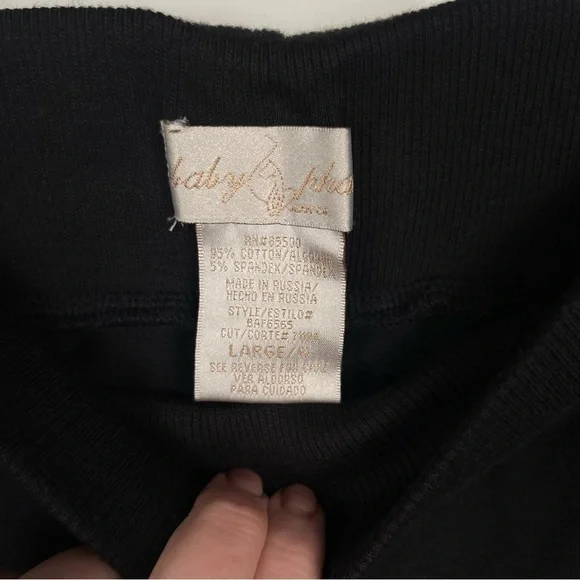 baby pha
RN#85500
95% COTTON/ALGODON
5% SPANDEX/SPANDEX
MADE IN RUSSIA/
HECHO EN RUSSIA
STYLE/ESTILO#
BAF6565
CUT/CORTE#
LARGE/
SEE REVERSE FOR CARE
VER ALDORSO
PARA CUIDADO